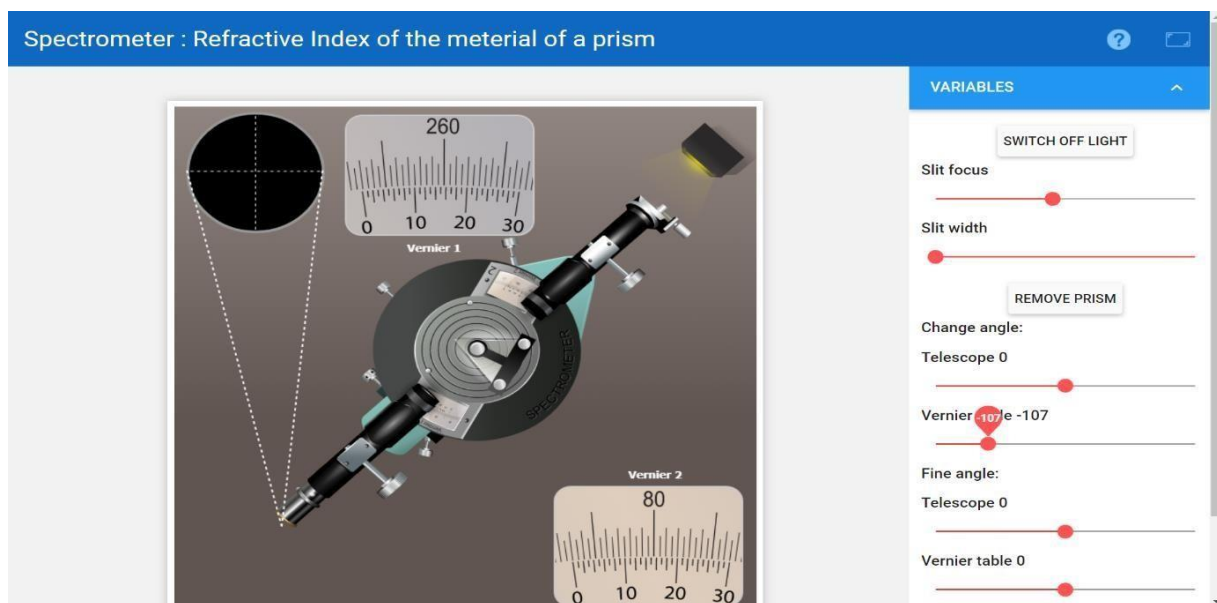 Spectrometer : Refractive Index of the meterial of a prism
?
VARIABLES
SWITCH OFF LIGHT
Slit focus
Slit width
REMOVE PRISM
Change angle:
Telescope 0
Vernier -107
-107
Fine angle:
Telescope 0
Vernier table 0
260
0 10 20 30
Vernier 1
SPECTROMETER
Vernier 2
80
0 10 20 30